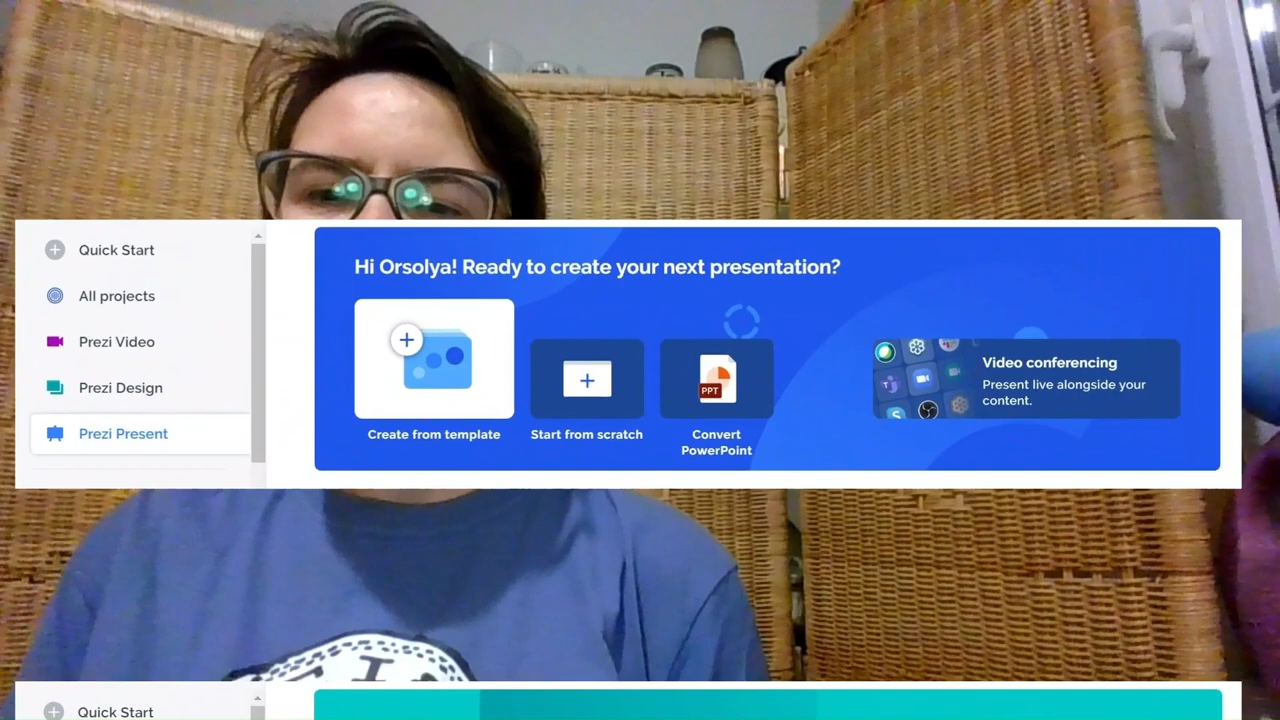 Quick Start
All projects
Prezi Video
Prezi Design
Prezi Present
Hi Orsolya! Ready to create your next presentation?
Create from template
Start from scratch
PPT
Convert
PowerPoint
Video conferencing
Present live alongside your
content.
Quick Start